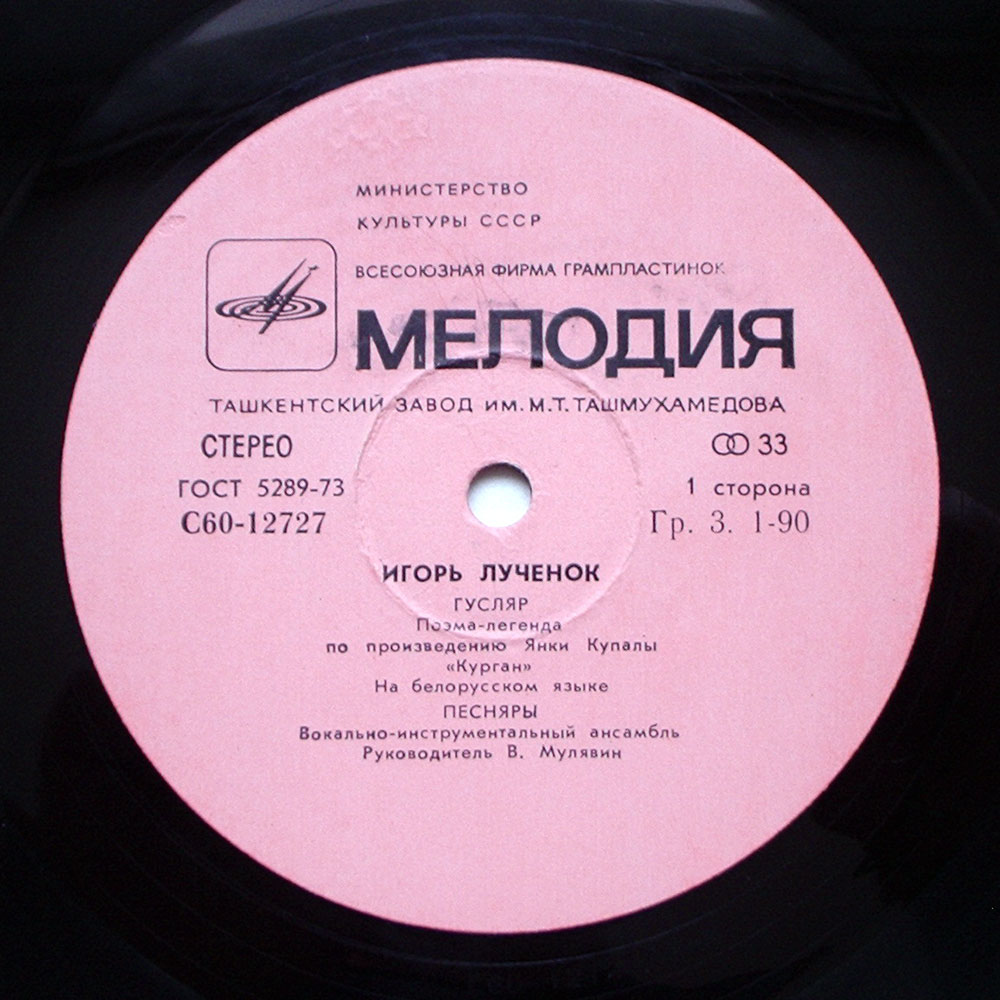 МИНИСТЕРСТВО
КУЛЬТУРЫ СССР
ВСЕСОЮЗНАЯ ФИРМА ГРАМПЛАСТИНОК
МЕЛОДИЯ
ТАШКЕНТСКИЙ ЗАВОД ИМ. М.Т. ТАШМУХАМЕДОВА
СТЕРЕО 33
ГОСТ 5289-73 1 сторона
С60-12727 Гр. 3. 1-90
ИГОРЬ ЛУЧЕНОК
ГУСЛЯР
Поэма-легенда
по произведению Янки Купалы
«Курган»
На белорусском языке
ПЕСНЯРЫ
Вокально-инструментальный ансамбль
Руководитель В. Мулявин